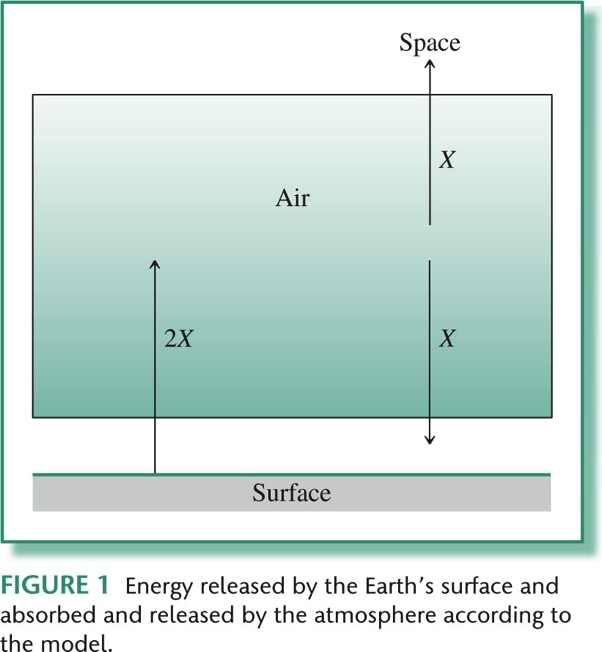 Space
X
Air
2X
X
Surface
FIGURE 1 Energy released by the Earth’s surface and
absorbed and released by the atmosphere according to
the model.